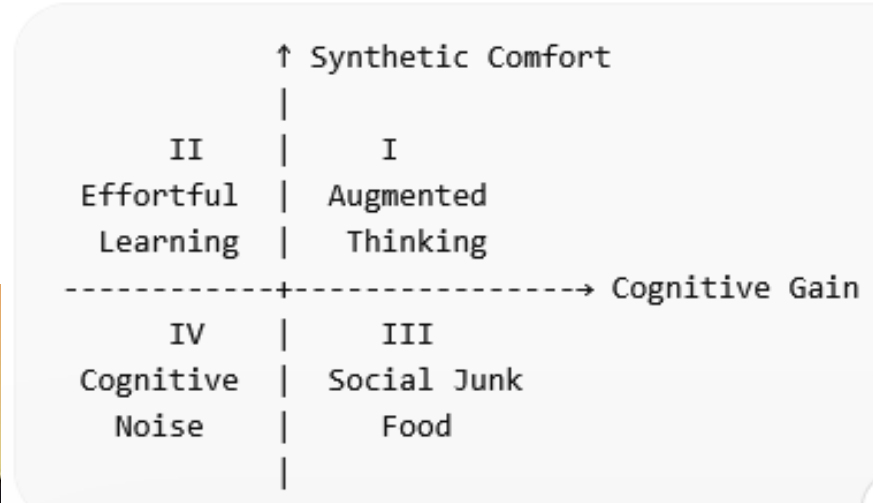 ↑ Synthetic Comfort
|
II | I
Effortful | Augmented
Learning | Thinking
------------+----------------→ Cognitive Gain
IV | III
Cognitive | Social Junk
Noise | Food
|